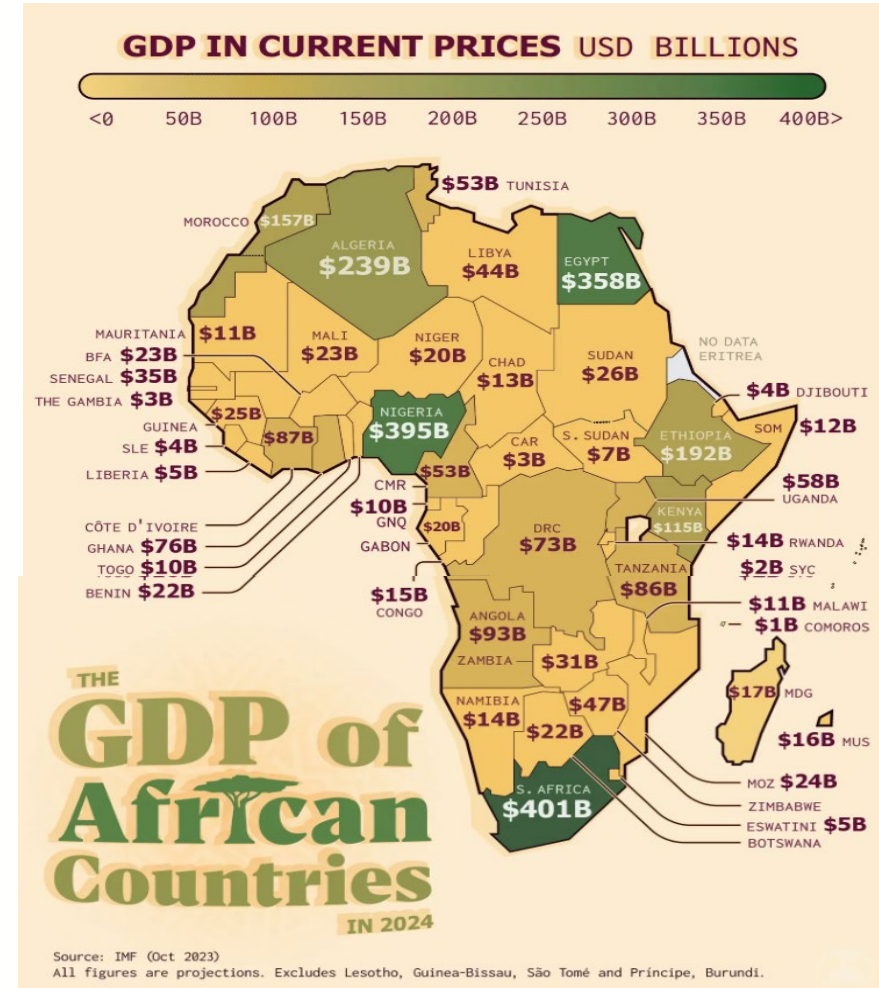 GDP IN CURRENT PRICES USD BILLIONS
<0 50B 100B 150B 200B 250B 300B 350B 400B>
$53B TUNISIA
MOROCCO $157B
ALGERIA
$239B
LIBYA
$44B
EGYPT
$358B
MAURITANIA $11B
BFA $23B
SENEGAL $35B
THE GAMBIA $3B
MALI
$23B
NIGER
$20B
CHAD
$13B
SUDAN
$26B
NO DATA
ERITREA
$4B DJIBOUTI
SOM $12B
$25B
GUINEA
SLE $4B
LIBERIA $5B
$87B
NIGERIA
$395B
CAR
$3B
S. SUDAN
$7B
ETHIOPIA
$192B
$53B
CMR
$10B
GNQ
$20B
GABON
$58B
UGANDA
KENYA
$115B
CÔTE D'IVOIRE
GHANA $76B
TOGO $10B
BENIN $22B
DRC
$73B
$14B RWANDA
$2B SYC
TANZANIA
$86B
$15B
CONGO
$11B MALAWI
$1B COMOROS
ANGOLA
$93B
ZAMBIA
$31B
NAMIBIA
$14B
$47B
$22B
$17B MDG
$16B MUS
S. AFRICA
$401B
MOZ $24B
ZIMBABWE
ESWATINI $5B
BOTSWANA
THE
GDP of
African
Countries
IN 2024
Source: IMF (Oct 2023)
All figures are projections. Excludes Lesotho, Guinea-Bissau, São Tomé and Príncipe, Burundi.